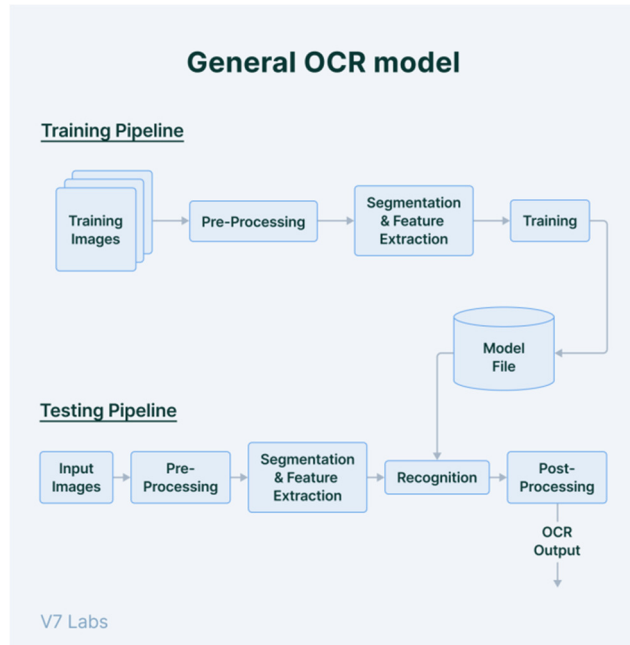 General OCR model
Training Pipeline
Training
Images
Pre-Processing
Segmentation
& Feature
Extraction
Training
Model
File
Testing Pipeline
Input
Images
Pre-
Processing
Segmentation
& Feature
Extraction
Recognition
Post-
Processing
OCR
Output
V7 Labs